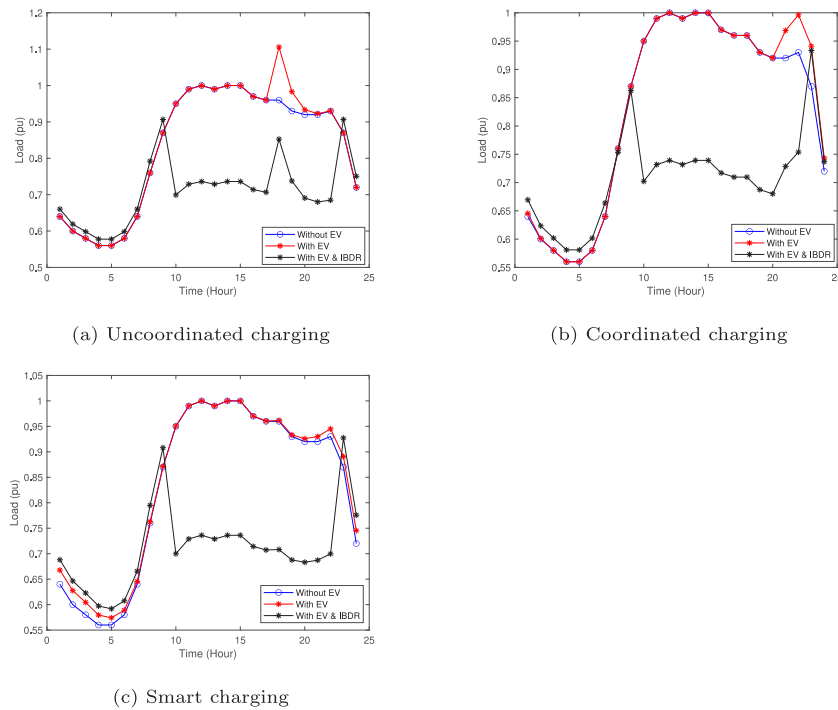 1.2
1.1
1
0.9
0.8
0.7
0.6
0.5
Load (pu)
0 5 10 15 20 25
Time (Hour)
Without EV
With EV
With EV & IBDR
(a) Uncoordinated charging
1
0.95
0.9
0.85
0.8
0.75
0.7
0.65
0.6
0.55
Load (pu)
0 5 10 15 20 25
Time (Hour)
Without EV
With EV
With EV & IBDR
(b) Coordinated charging
1.05
1
0.95
0.9
0.85
0.8
0.75
0.7
0.65
0.6
0.55
Load (pu)
0 5 10 15 20 25
Time (Hour)
Without EV
With EV
With EV & IBDR
(c) Smart charging